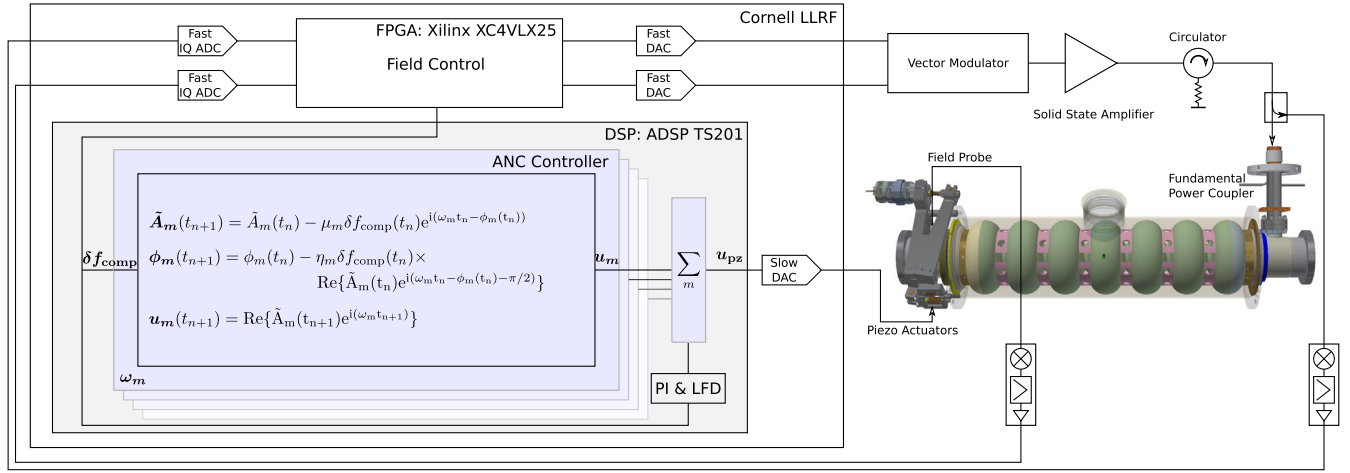 Cornell LLRF
Fast
IQ ADC
FPGA: Xilinx XC4VLX25
Field Control
Fast
DAC
Fast
IQ ADC
Fast
DAC
Vector Modulator
Solid State Amplifier
Circulator
DSP: ADSP TS201
ANC Controller
Ã_m(t_{n+1}) = Ã_m(t_n) − μ_m δf_comp(t_n)e^{i(ω_m t_n−ϕ_m(t_n))}
ϕ_m(t_{n+1}) = ϕ_m(t_n) − η_m δf_comp(t_n)×
Re{Ã_m(t_n)e^{i(ω_m t_n−ϕ_m(t_n)−π/2)}}
u_m(t_{n+1}) = Re{Ã_m(t_{n+1})e^{i(ω_m t_{n+1})}}
δf_comp
u_m
ω_m
∑
m
u_pz
PI & LFD
Slow
DAC
Field Probe
Fundamental
Power Coupler
Piezo Actuators